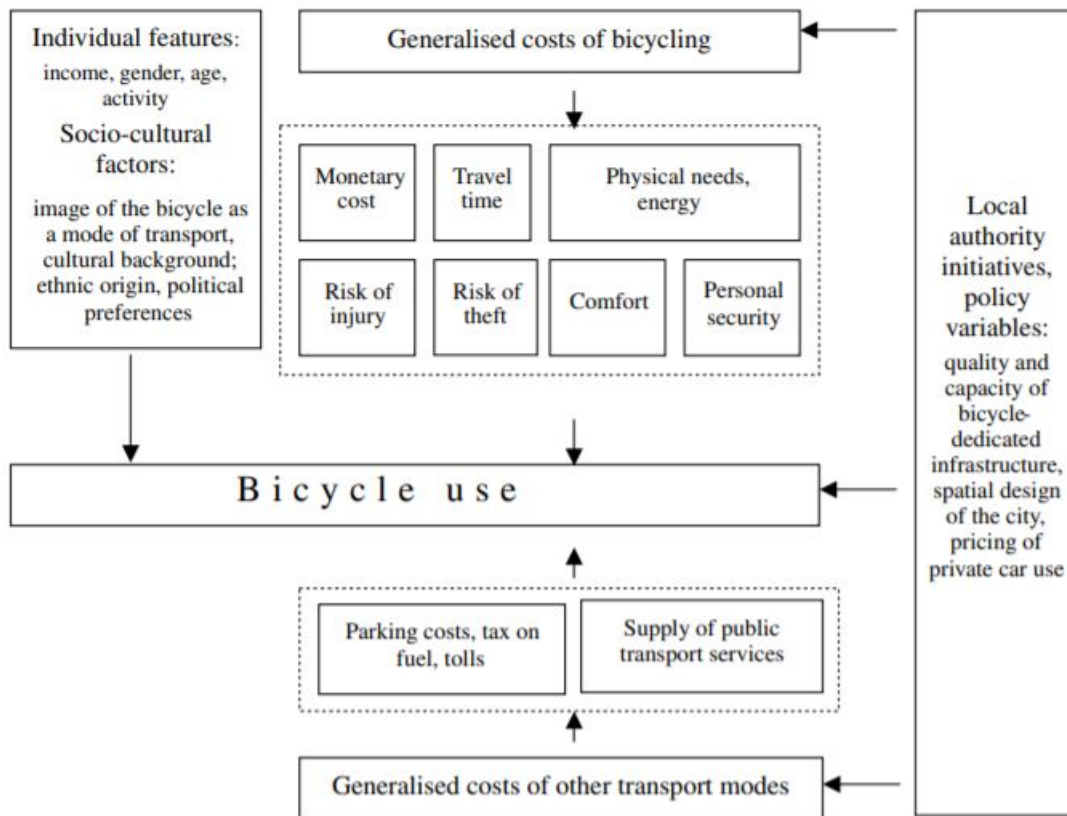 Individual features:
income, gender, age,
activity
Socio-cultural
factors:
image of the bicycle as
a mode of transport,
cultural background;
ethnic origin, political
preferences
Generalised costs of bicycling
Monetary
cost
Travel
time
Physical needs,
energy
Risk of
injury
Risk of
theft
Comfort
Personal
security
Bicycle use
Parking costs, tax on
fuel, tolls
Supply of public
transport services
Generalised costs of other transport modes
Local
authority
initiatives,
policy
variables:
quality and
capacity of
bicycle-
dedicated
infrastructure,
spatial design
of the city,
pricing of
private car use